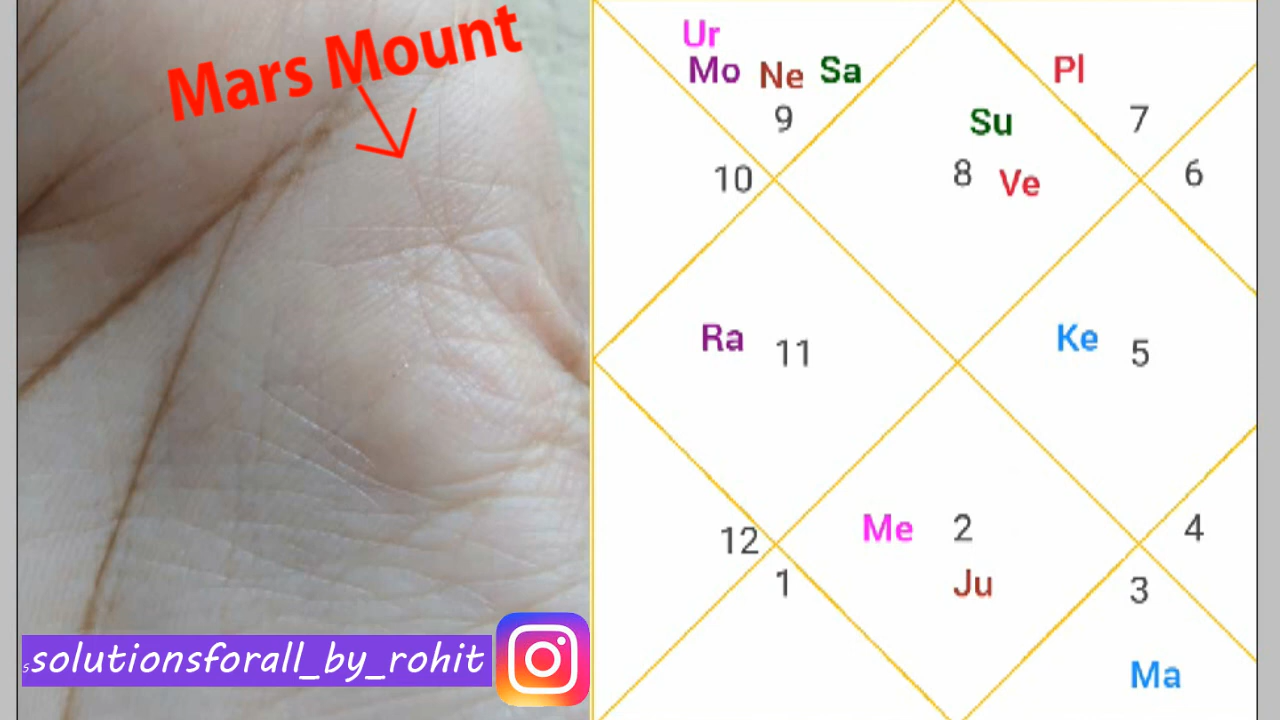 Mars Mount
solutionsforall_by_rohit
Ur
Mo Ne Sa
9
10
Pl
7
6
Su
8 Ve
Ra 11
Ke 5
12
1
Me 2
Ju
4
3
Ma